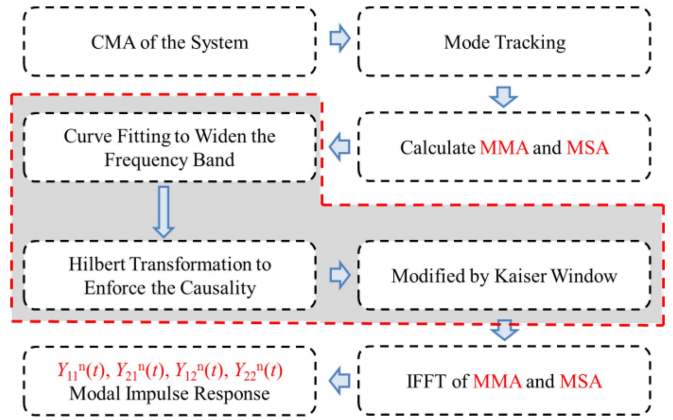 CMA of the System
Mode Tracking
Calculate MMA and MSA
Curve Fitting to Widen the
Frequency Band
Hilbert Transformation to
Enforce the Causality
Modified by Kaiser Window
IFFT of MMA and MSA
Y₁₁ⁿ(t), Y₂₁ⁿ(t), Y₁₂ⁿ(t), Y₂₂ⁿ(t)
Modal Impulse Response